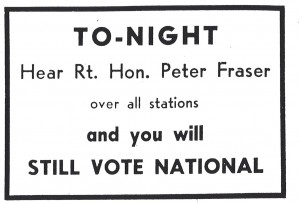 TO-NIGHT
Hear Rt. Hon. Peter Fraser
over all stations
and you will
STILL VOTE NATIONAL